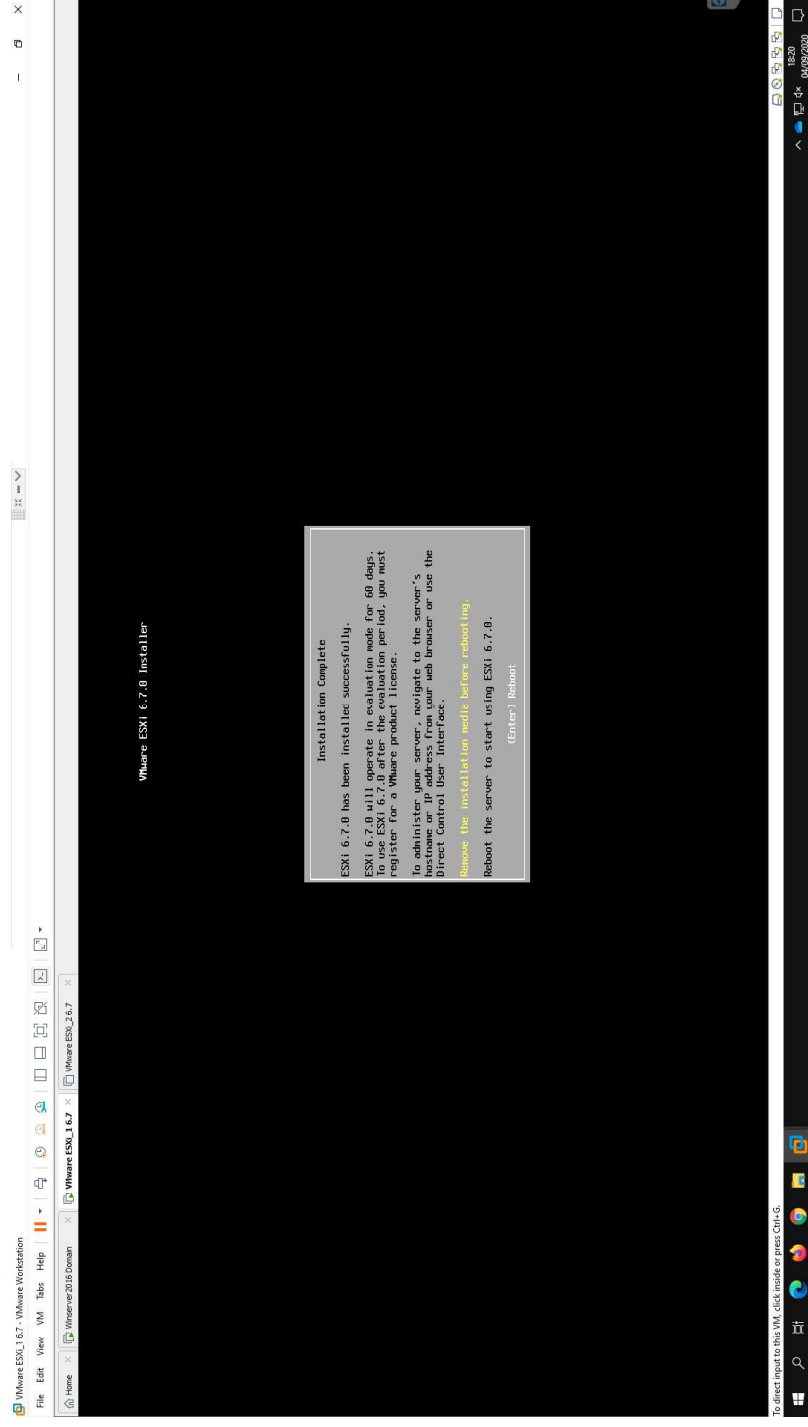 VMware ESXi_1 6.7 - VMware Workstation
File Edit View VM Tabs Help
Home
Winserver2016 Domain
VMware ESXi_1 6.7
VMware ESXi_2 6.7
VMware ESXi 6.7.0 Installer
Installation Complete
ESXi 6.7.0 has been installed successfully.
ESXi 6.7.0 will operate in evaluation mode for 60 days.
To use ESXi 6.7.0 after the evaluation period, you must
register for a VMware product license.
To administer your server, navigate to the server's
hostname or IP address from your web browser or use the
Direct Control User Interface.
Remove the installation media before rebooting.
Reboot the server to start using ESXi 6.7.0.
(Enter) Reboot
To direct input to this VM, click inside or press Ctrl+G.
18:20
04/09/2020